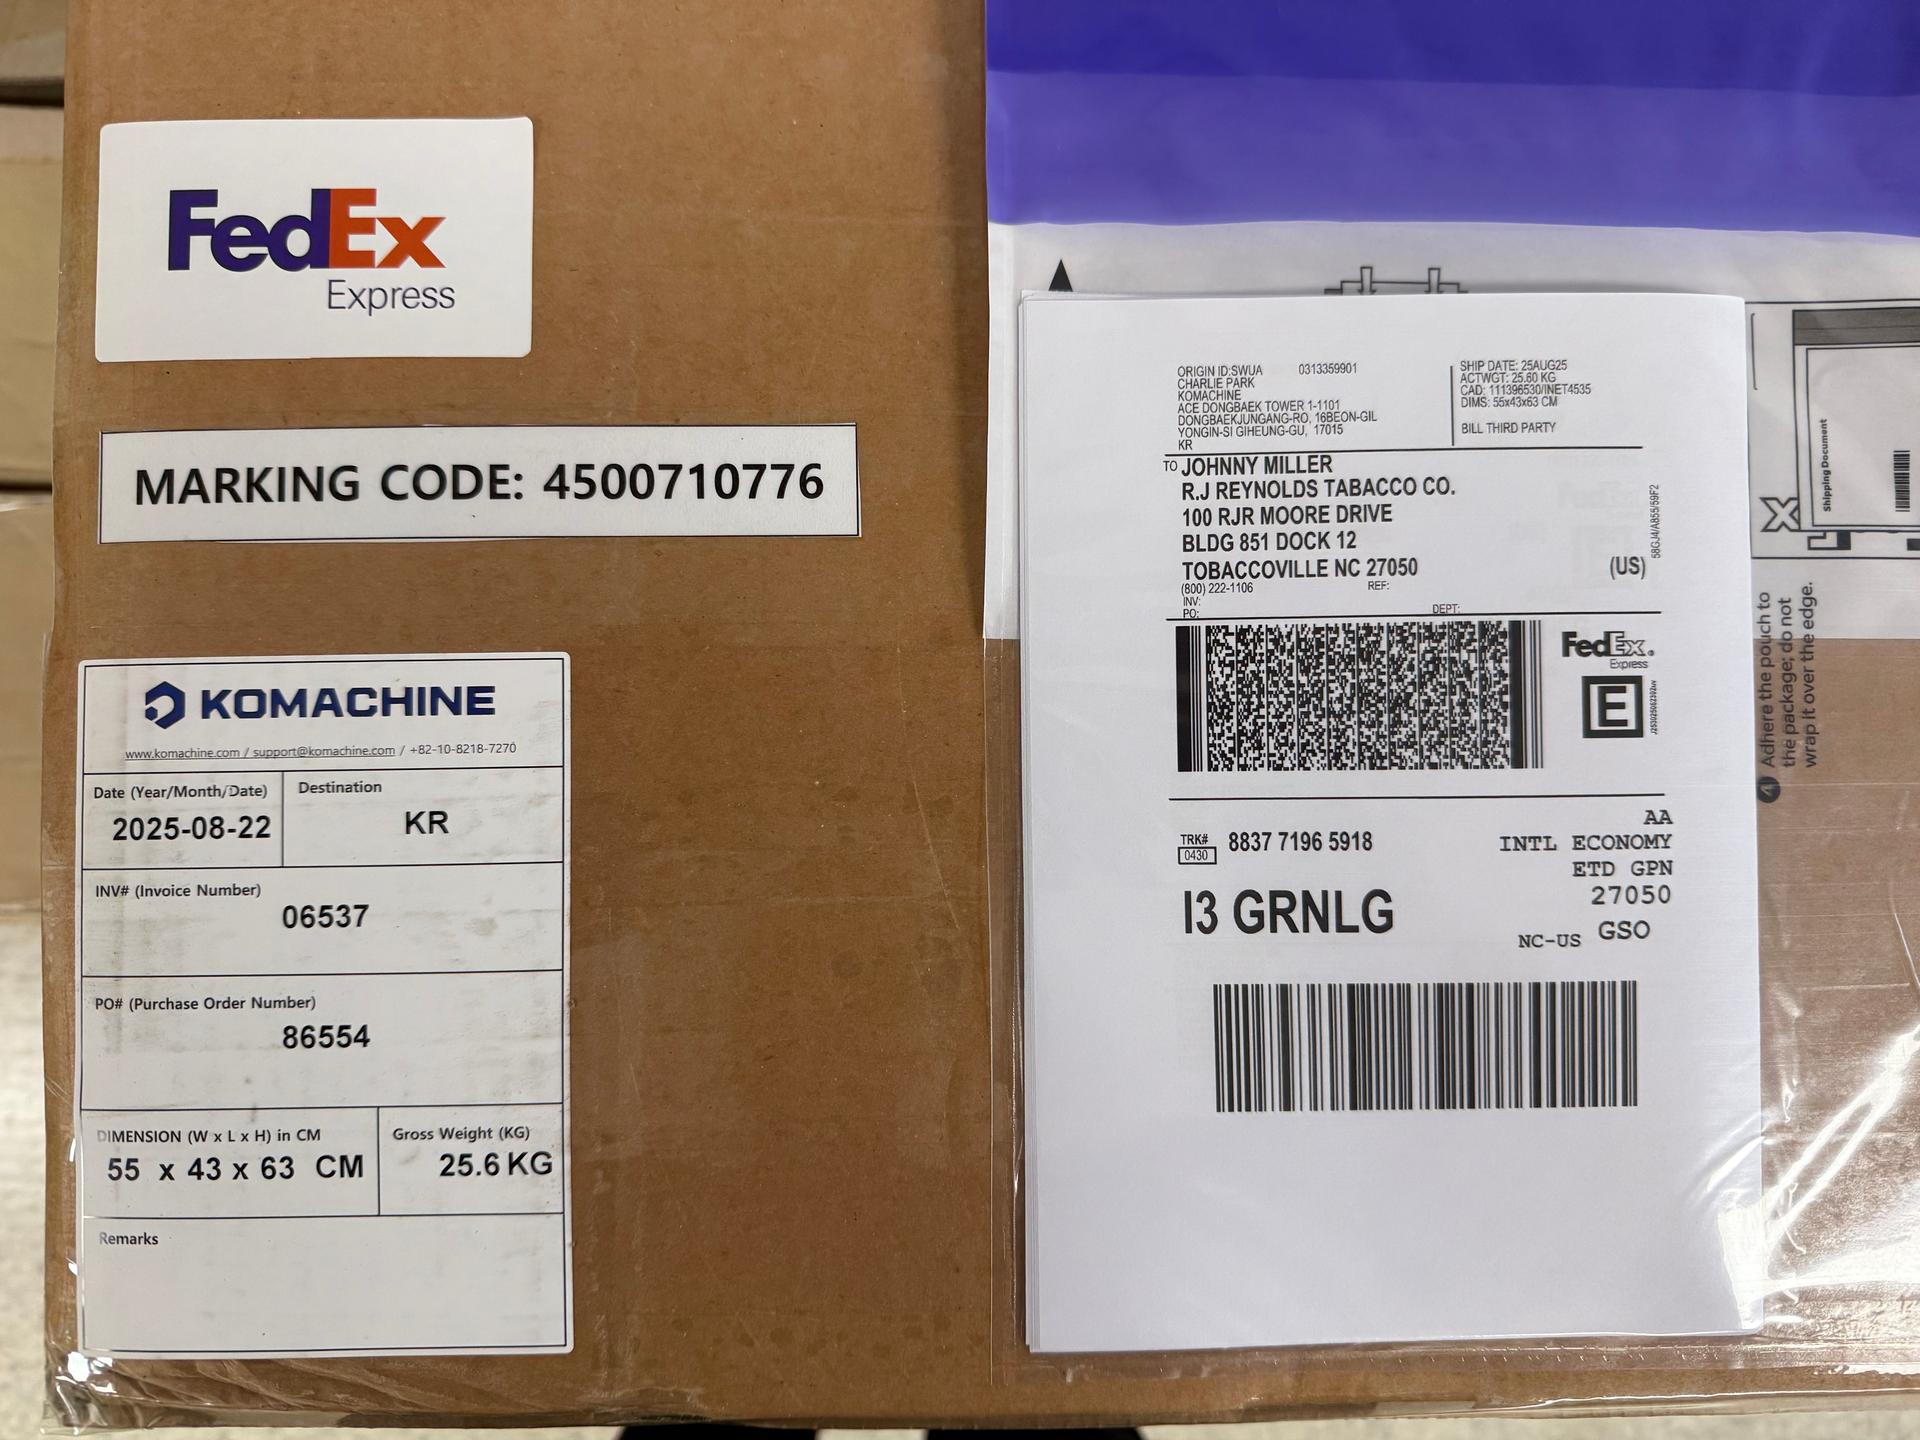 FedEx
Express
MARKING CODE: 4500710776
KOMACHINE
www.komachine.com / support@komachine.com / +82-10-8218-7270
Date (Year/Month/Date)
2025-08-22
Destination
KR
INV# (Invoice Number)
06537
PO# (Purchase Order Number)
86554
DIMENSION (W x L x H) in CM
55 x 43 x 63 CM
Gross Weight (KG)
25.6 KG
Remarks
ORIGIN ID:SWUA 0313359901
CHARLIE PARK
KOMACHINE
ACE DONGBAEK TOWER 1-1101
DONGBAEKJUNGANG-RO, 16BEON-GIL
YONGIN-SI GIHEUNG-GU, 17015
KR
SHIP DATE: 25AUG25
ACTWGT: 25.60 KG
CAD: 111396530/INET4535
DIMS: 55x43x63 CM
BILL THIRD PARTY
TO JOHNNY MILLER
R.J REYNOLDS TABACCO CO.
100 RJR MOORE DRIVE
BLDG 851 DOCK 12
TOBACCOVILLE NC 27050 (US)
(800) 222-1106 REF:
INV:
PO: DEPT:
58GJ4/A855/59F2
FedEx
Express
E
TRK# 8837 7196 5918
0430
AA
INTL ECONOMY
ETD GPN
27050
NC-US GSO
I3 GRNLG
Shipping Document
X
4 Adhere the pouch to
the package; do not
wrap it over the edge.